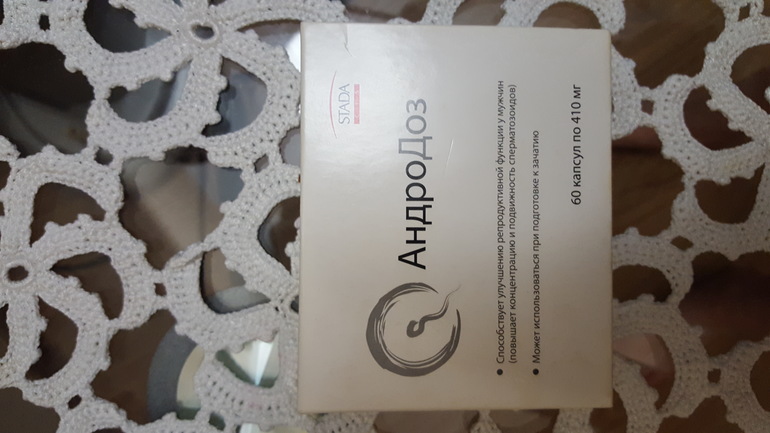 STADA
АндроДоз
• Способствует улучшению репродуктивной функции у мужчин
(повышает концентрацию и подвижность сперматозоидов)
• Может использоваться при подготовке к зачатию
60 капсул по 410 мг